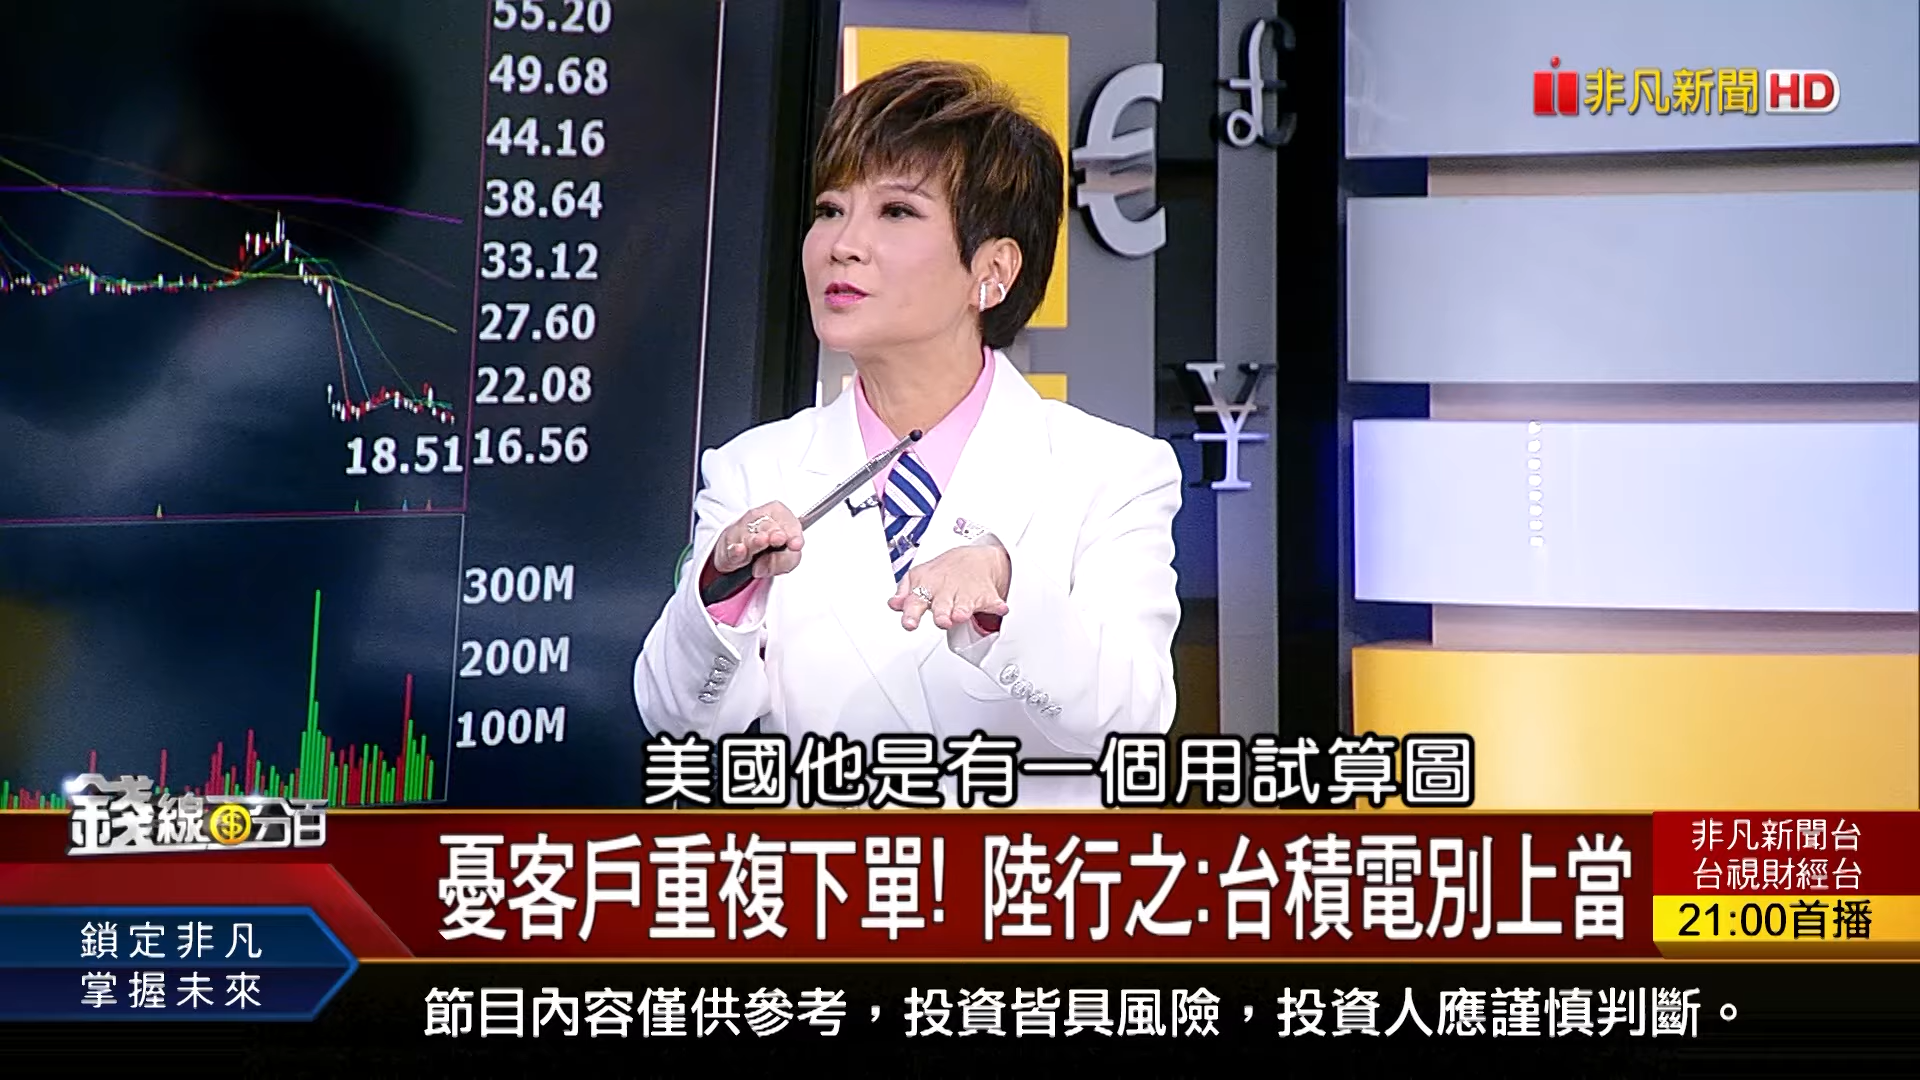 55.20
49.68
44.16
38.64
33.12
27.60
22.08
18.51 16.56
300M
200M
100M
€
£
¥
非凡新聞HD
美國他是有一個用試算圖
錢線百分百
憂客戶重複下單! 陸行之:台積電別上當
非凡新聞台
台視財經台
21:00首播
鎖定非凡
掌握未來
節目內容僅供參考，投資皆具風險，投資人應謹慎判斷。